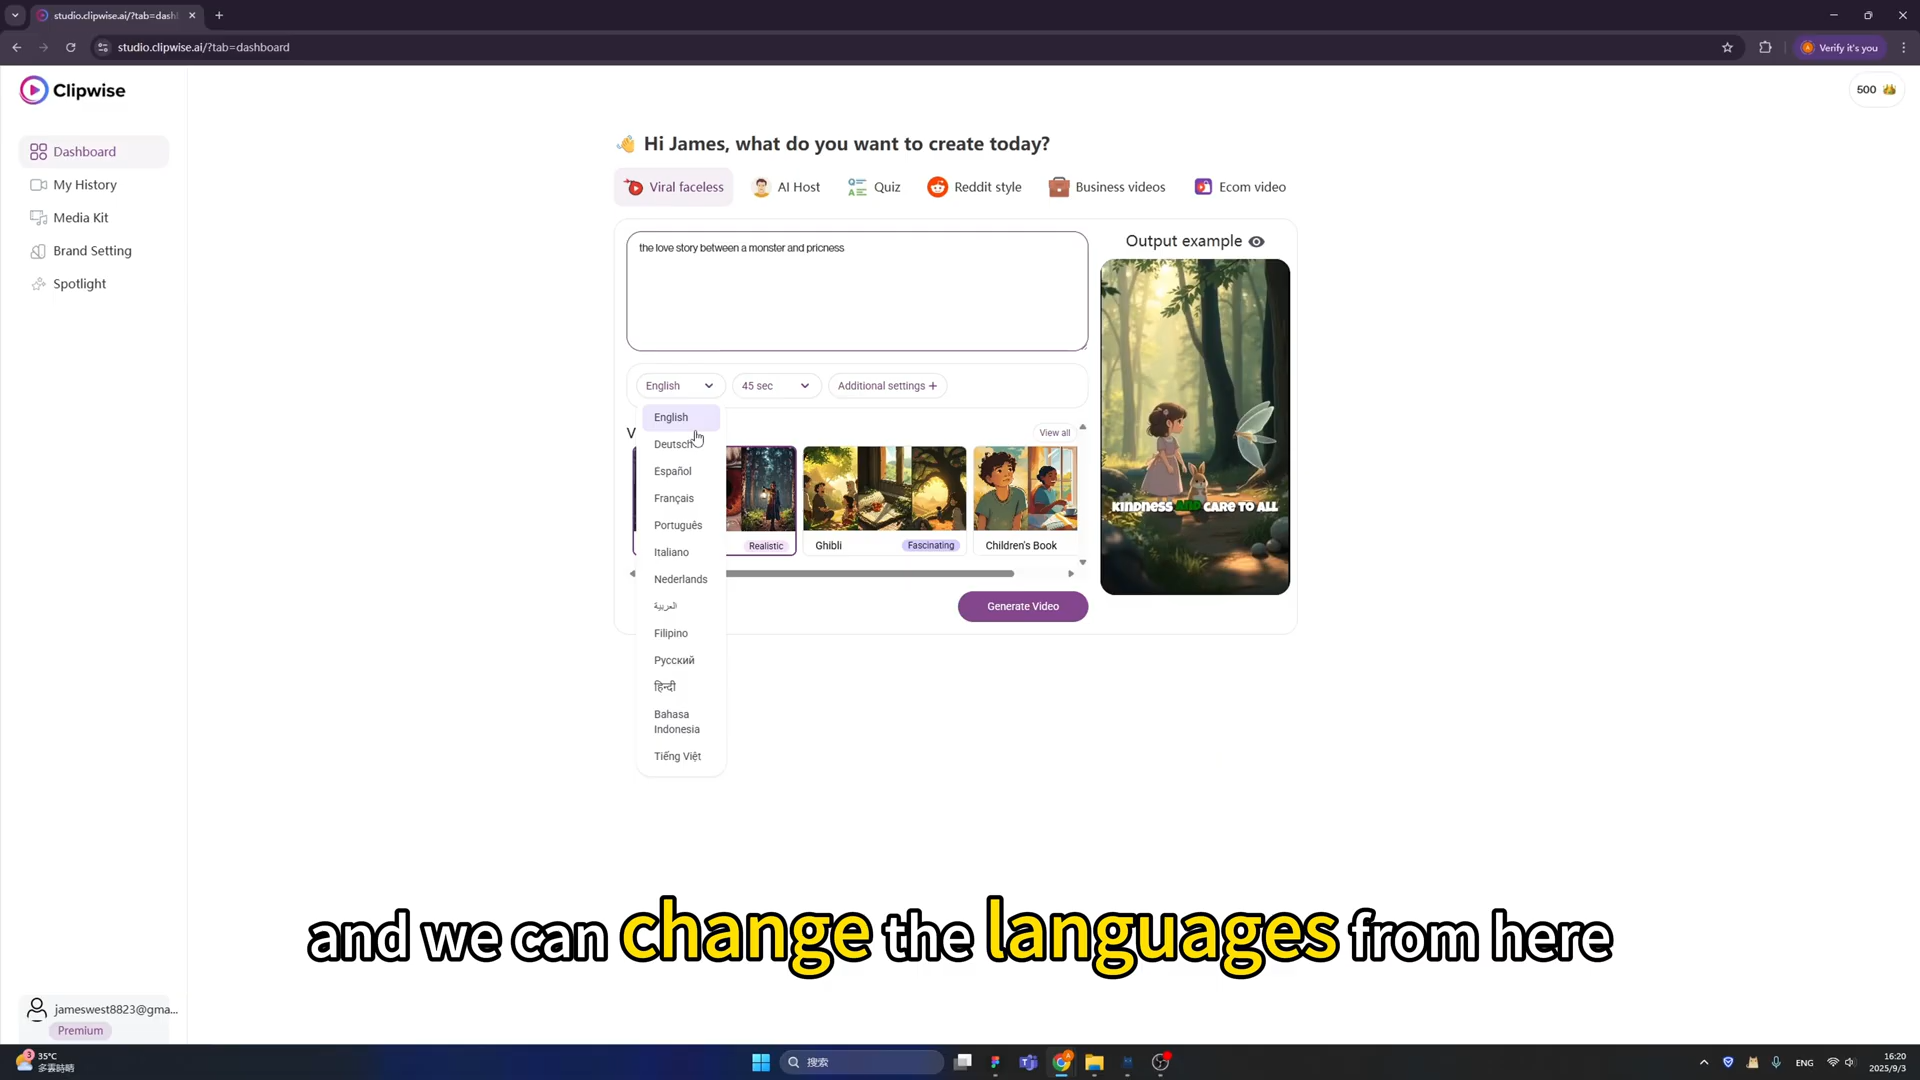 studio.clipwise.ai/?tab=dash
studio.clipwise.ai/?tab=dashboard
Verify it's you
Clipwise
500
Dashboard
My History
Media Kit
Brand Setting
Spotlight
Hi James, what do you want to create today?
Viral faceless
AI Host
Quiz
Reddit style
Business videos
Ecom video
the love story between a monster and pricness
Output example
English
45 sec
Additional settings +
English
Deutsch
Español
Français
Português
Italiano
Nederlands
العربية
Filipino
Русский
हिन्दी
Bahasa
Indonesia
Tiếng Việt
V
View all
Realistic
Ghibli
Fascinating
Children's Book
KINDNESS AND CARE TO ALL
Generate Video
and we can change the languages from here
jameswest8823@gma...
Premium
3
35°C
多雲時晴
搜索
ENG
16:20
2025/9/3